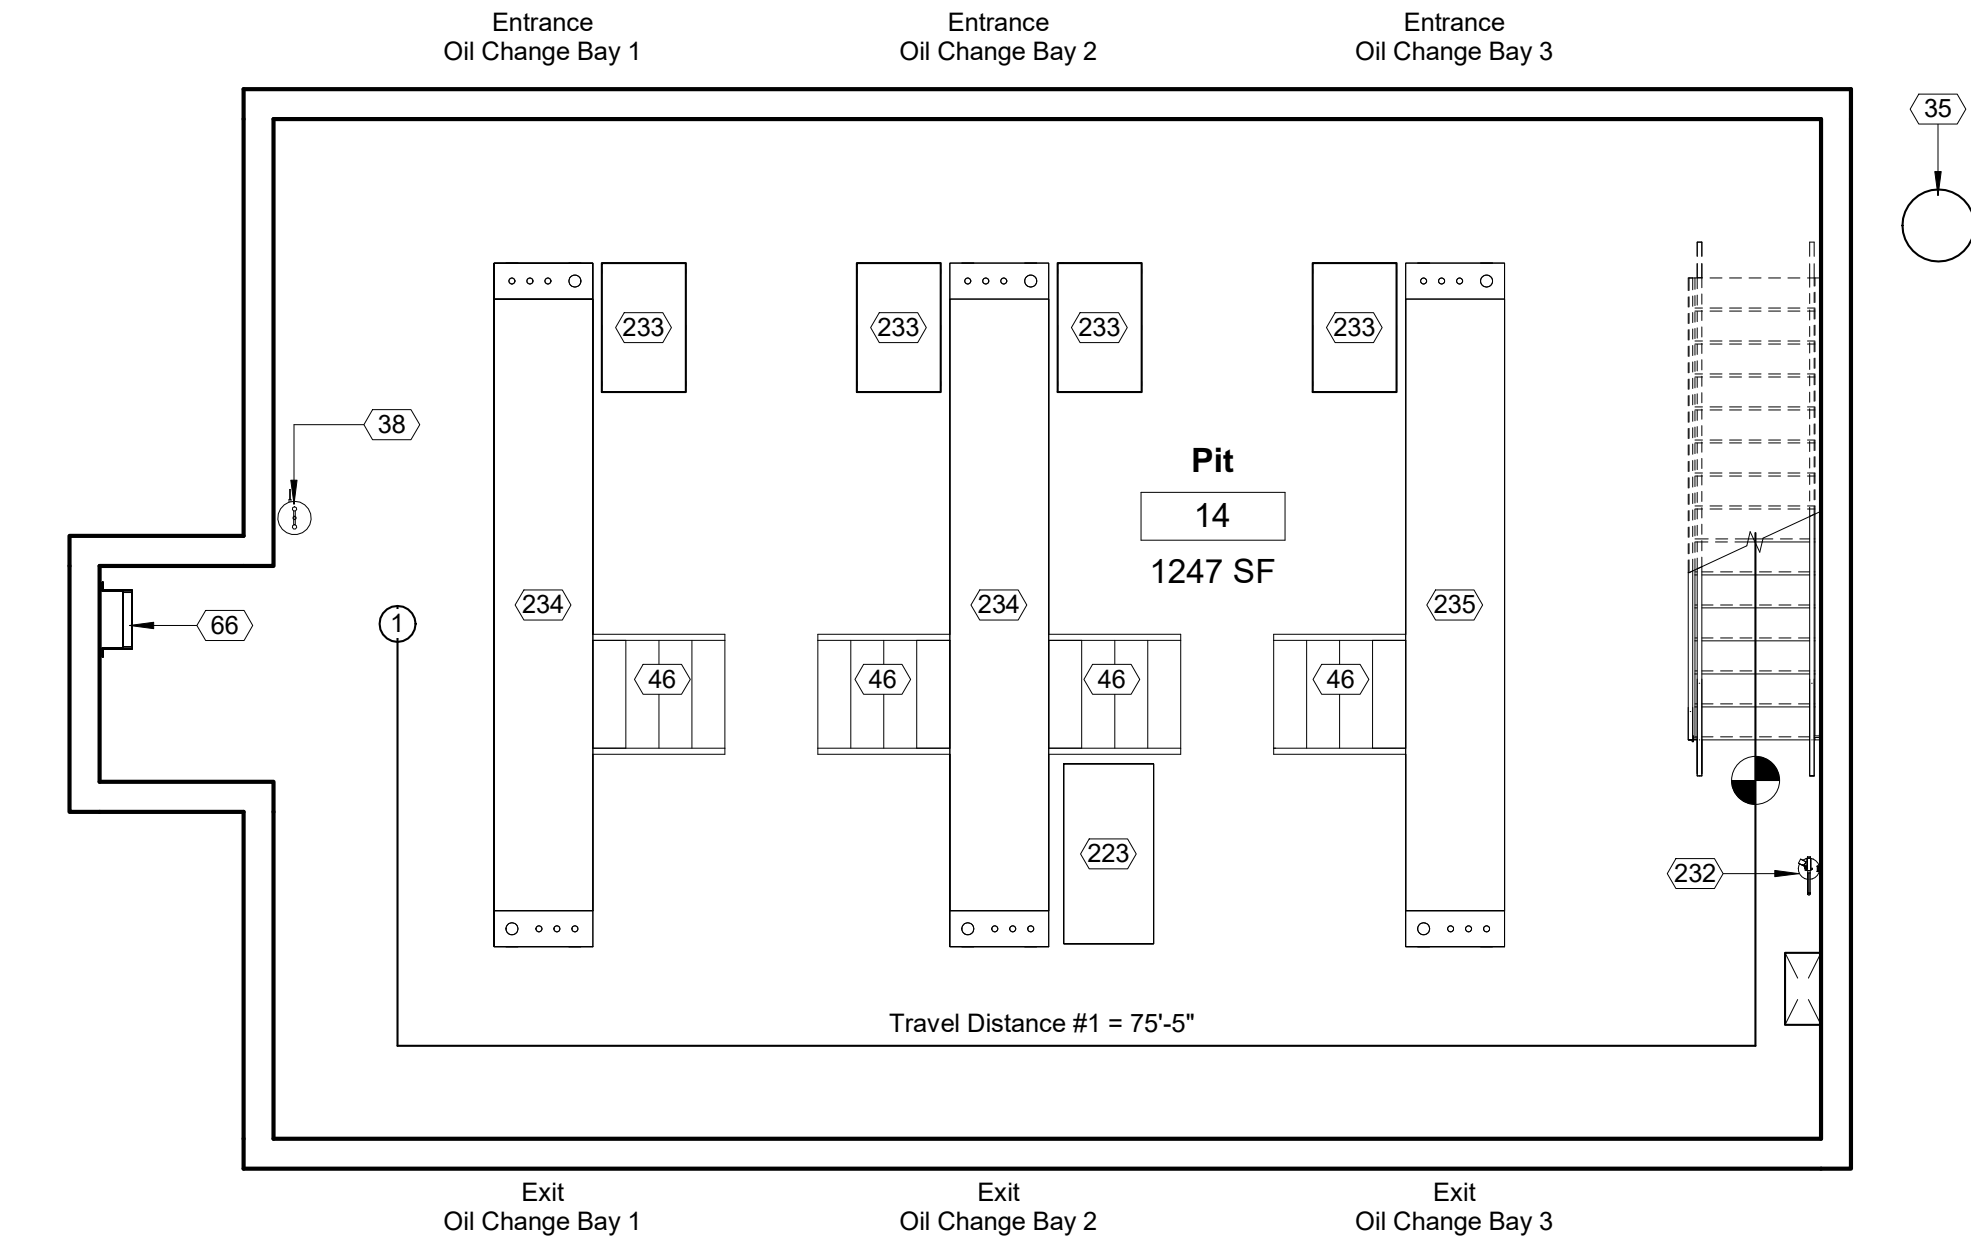 Entrance
Oil Change Bay 1
Entrance
Oil Change Bay 2
Entrance
Oil Change Bay 3
35
233
233
233
233
38
Pit
14
1247 SF
234
234
235
66
1
46
46
46
46
223
232
Travel Distance #1 = 75'-5"
Exit
Oil Change Bay 1
Exit
Oil Change Bay 2
Exit
Oil Change Bay 3